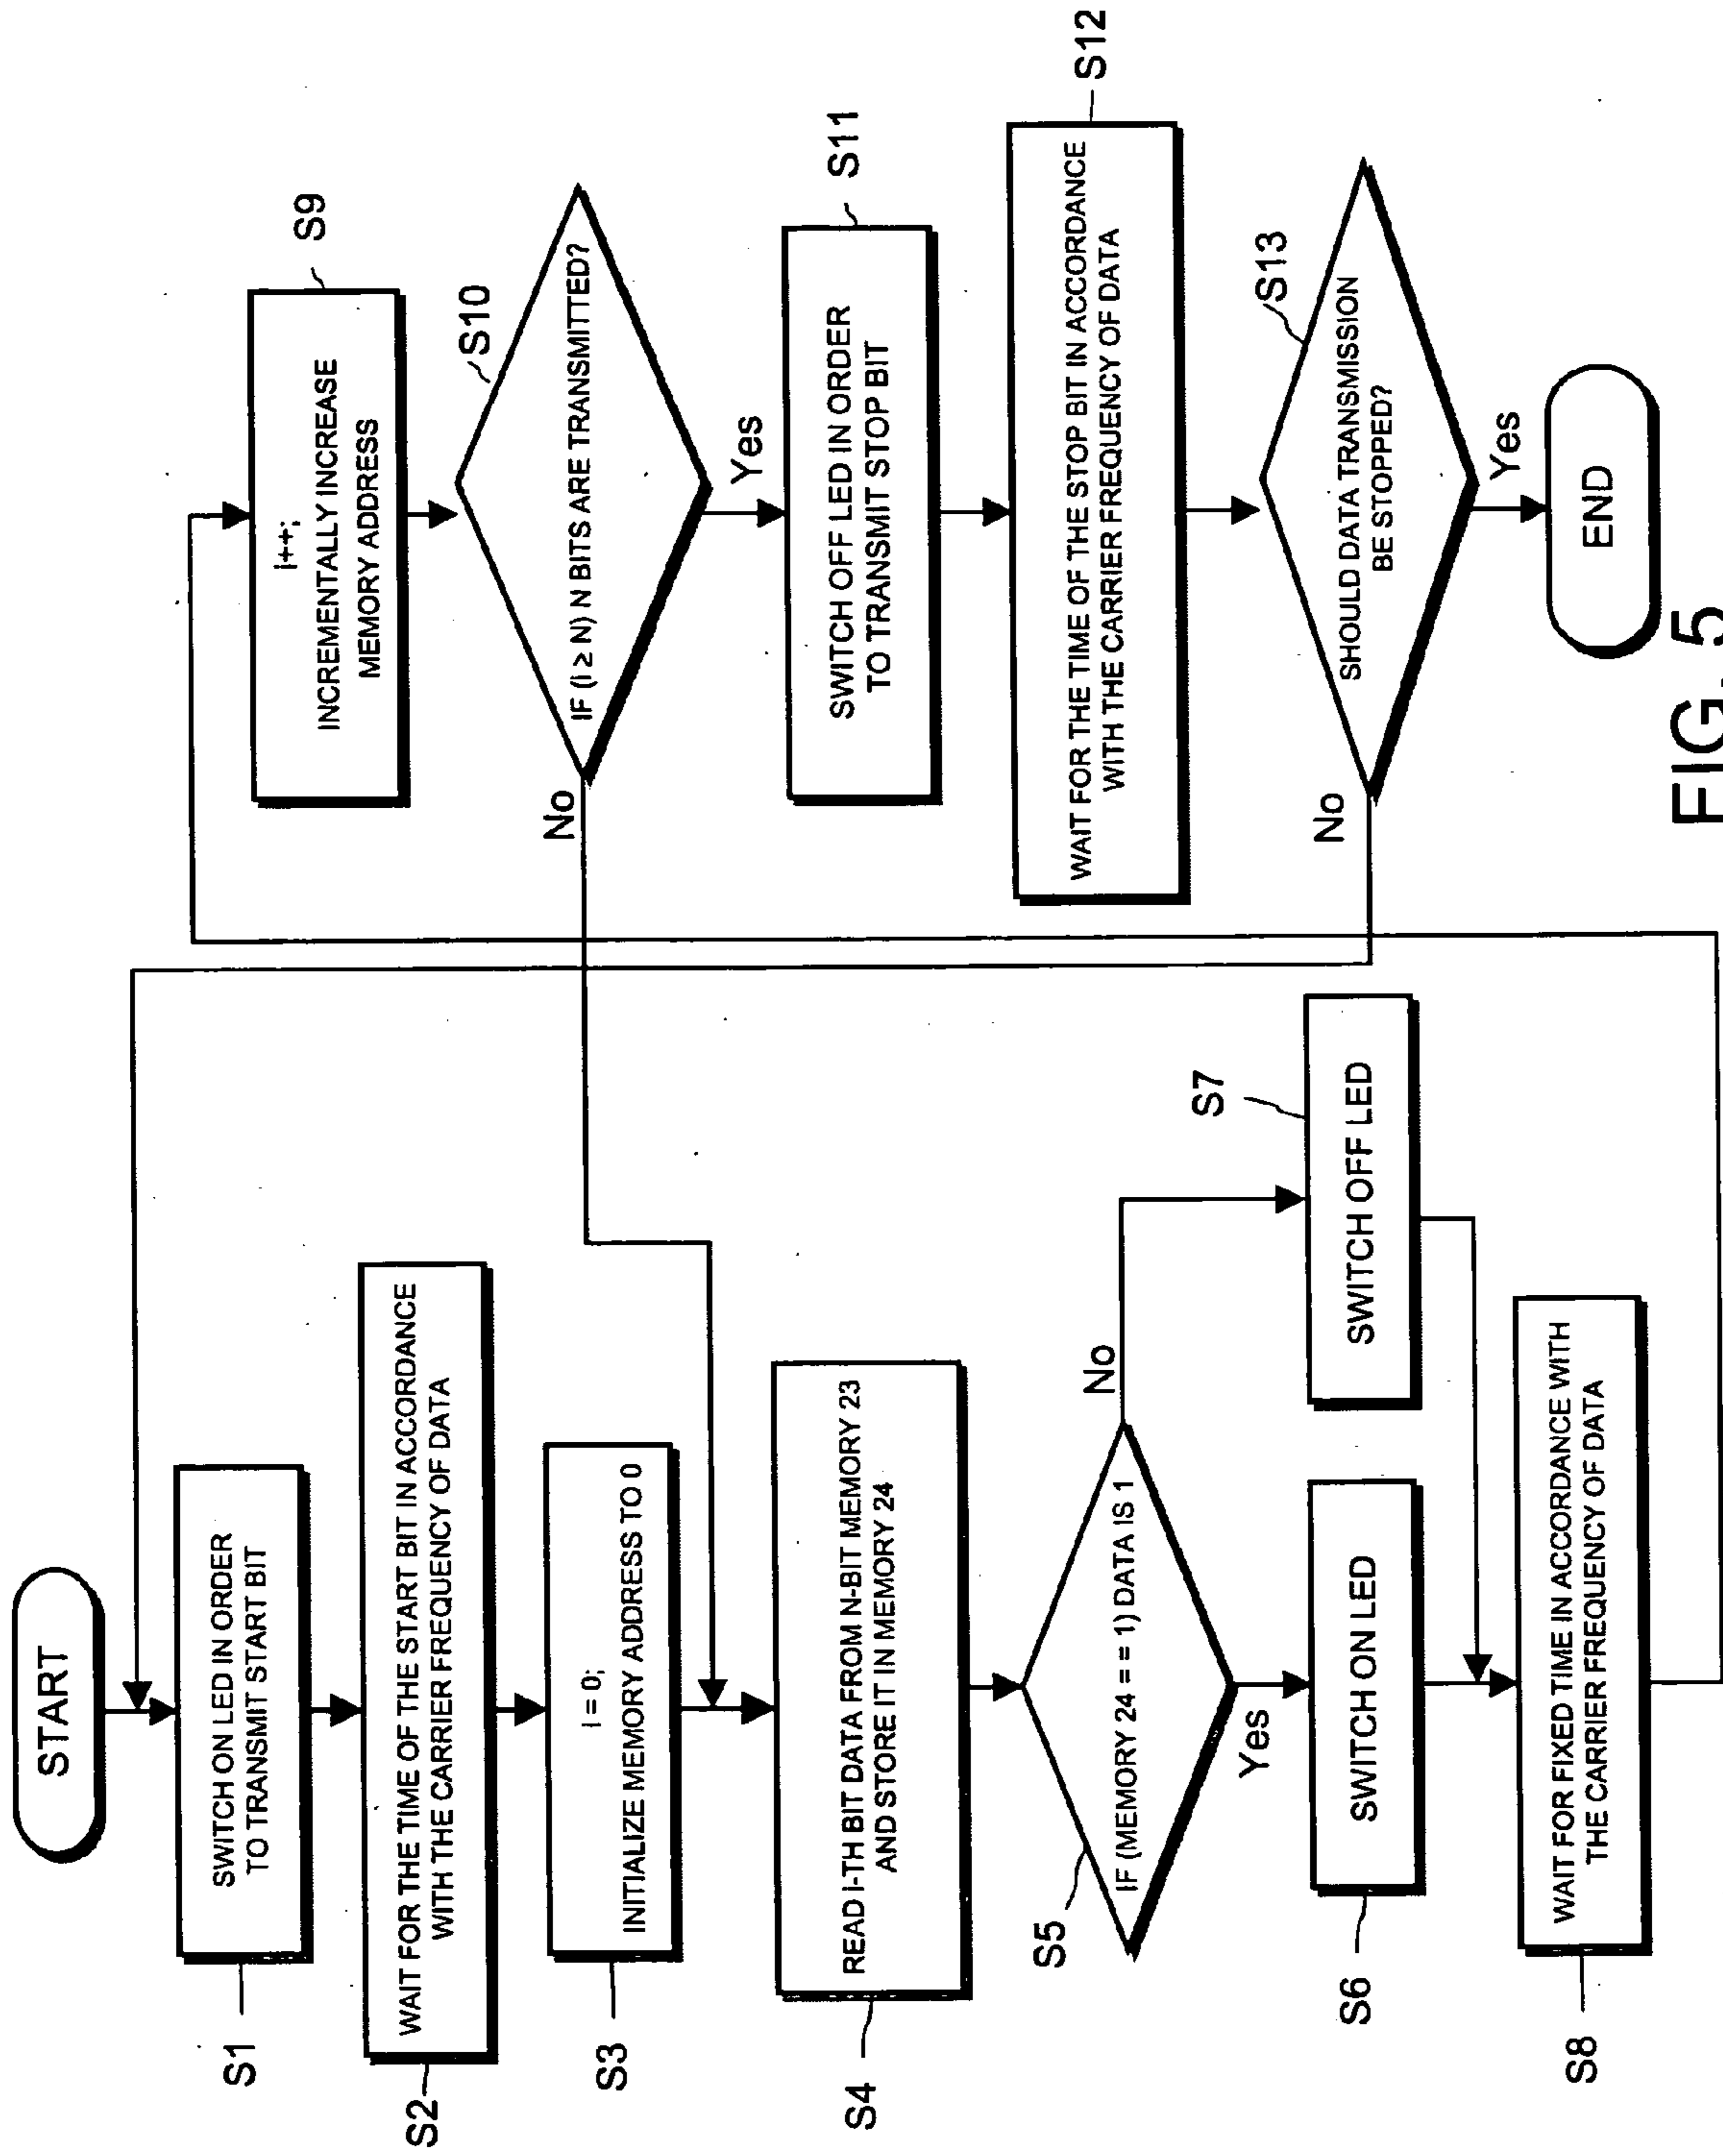 START
S1
SWITCH ON LED IN ORDER
TO TRANSMIT START BIT
S2
WAIT FOR THE TIME OF THE START BIT IN ACCORDANCE
WITH THE CARRIER FREQUENCY OF DATA
S3
I = 0;
INITIALIZE MEMORY ADDRESS TO 0
S4
READ I-TH BIT DATA FROM N-BIT MEMORY 23
AND STORE IT IN MEMORY 24
S5
IF (MEMORY 24 = = 1) DATA IS 1
No
Yes
S6
SWITCH ON LED
S7
SWITCH OFF LED
S8
WAIT FOR FIXED TIME IN ACCORDANCE WITH
THE CARRIER FREQUENCY OF DATA
S9
I++;
INCREMENTALLY INCREASE
MEMORY ADDRESS
S10
IF (I ≥ N) N BITS ARE TRANSMITTED?
No
Yes
S11
SWITCH OFF LED IN ORDER
TO TRANSMIT STOP BIT
S12
WAIT FOR THE TIME OF THE STOP BIT IN ACCORDANCE
WITH THE CARRIER FREQUENCY OF DATA
S13
SHOULD DATA TRANSMISSION
BE STOPPED?
No
Yes
END
FIG. 5